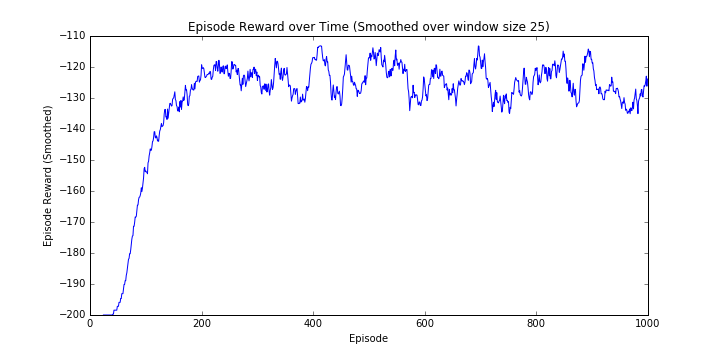 Episode Reward over Time (Smoothed over window size 25)
−110
−120
−130
−140
−150
−160
−170
−180
−190
−200
Episode Reward (Smoothed)
0 200 400 600 800 1000
Episode